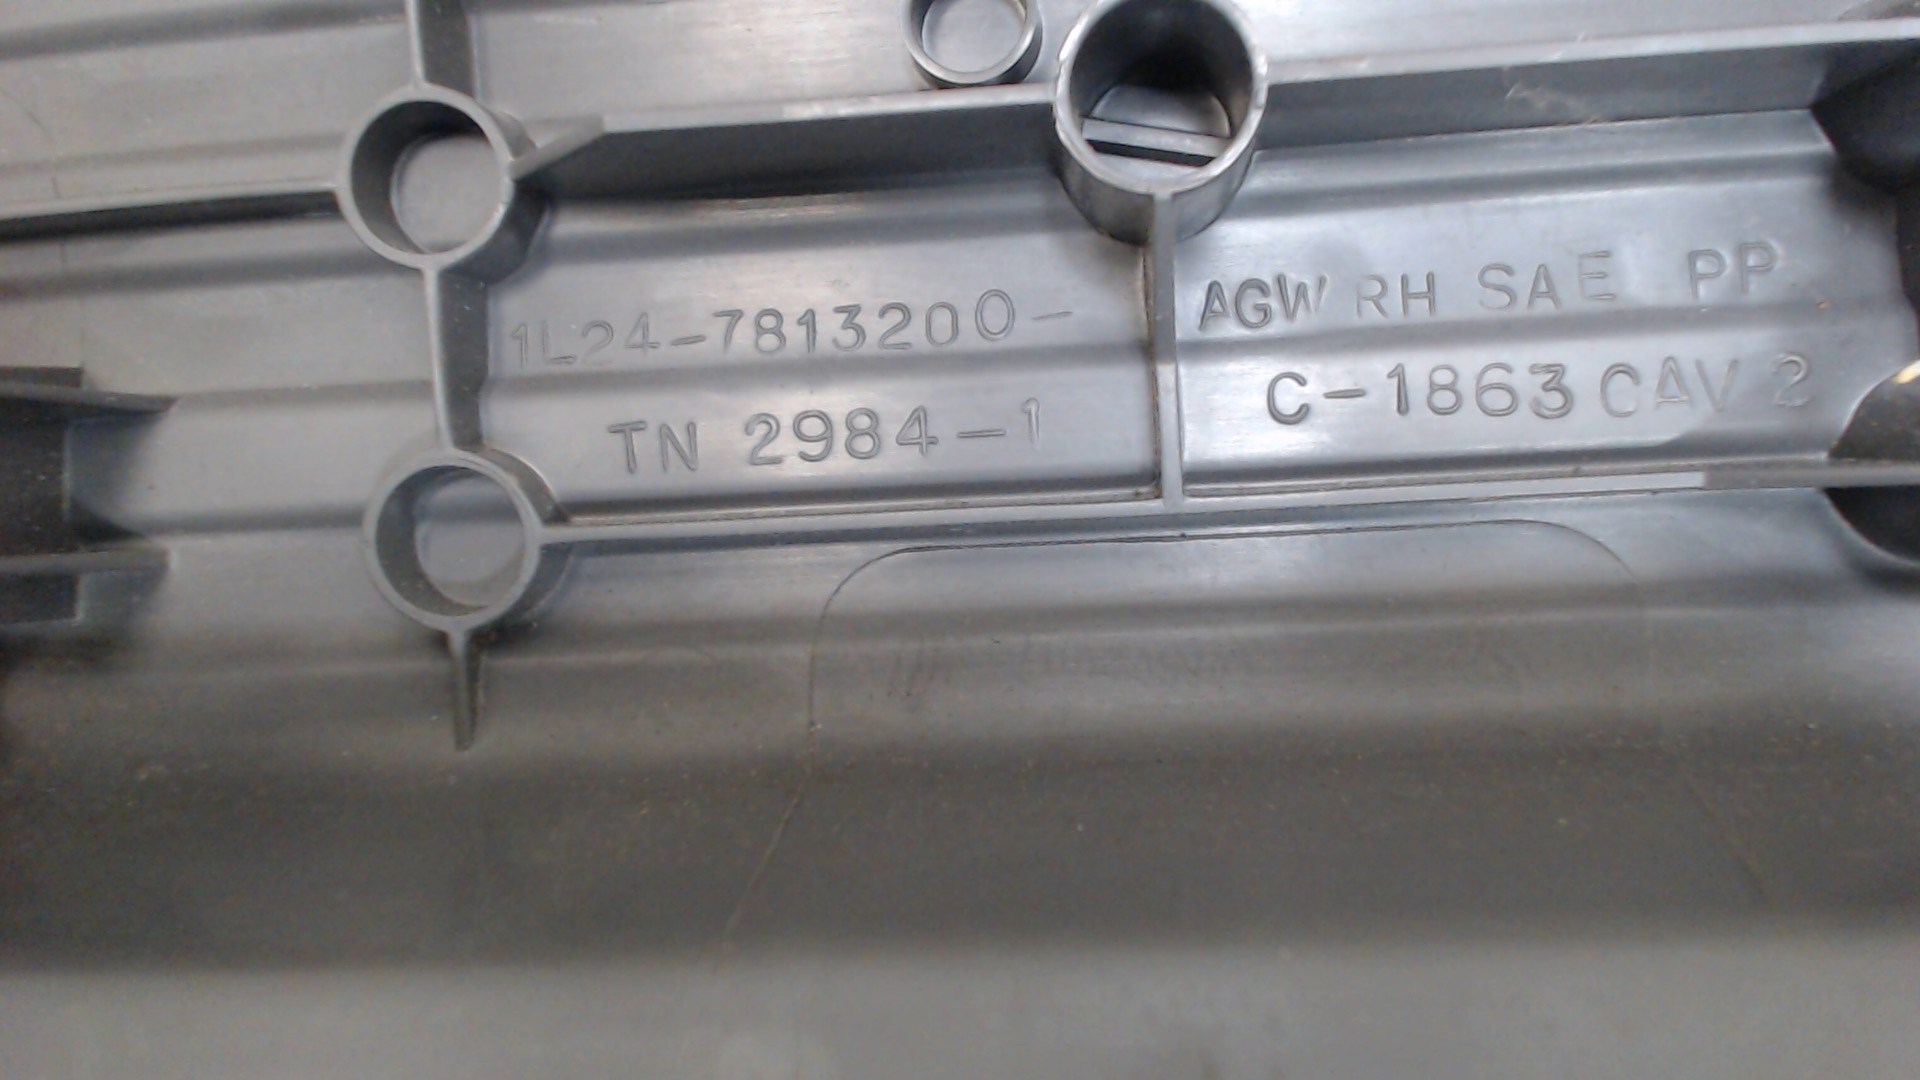 1L24-7813200-
AGW RH SAE PP
TN 2984-1
C-1863 CAV 2